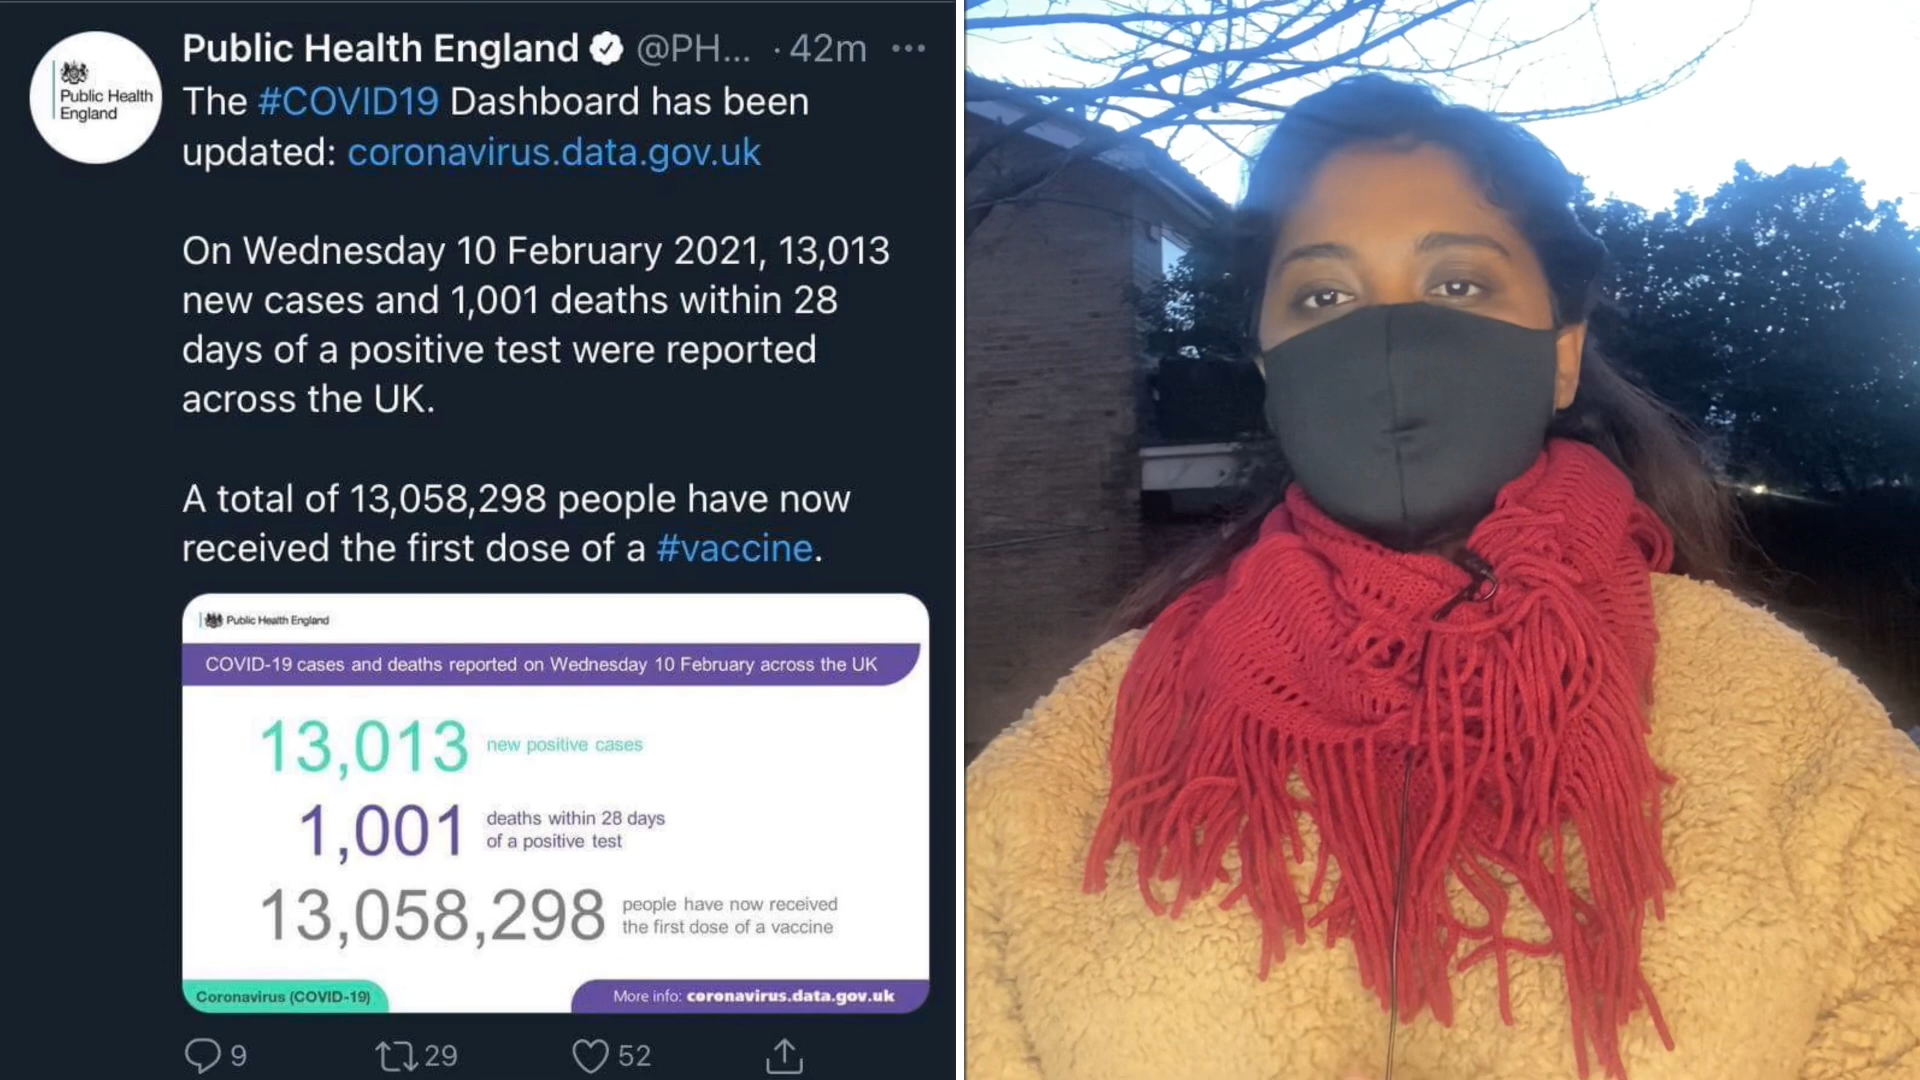 Public Health England @PH... · 42m ...
Public Health
England
The #COVID19 Dashboard has been
updated: coronavirus.data.gov.uk
On Wednesday 10 February 2021, 13,013
new cases and 1,001 deaths within 28
days of a positive test were reported
across the UK.
A total of 13,058,298 people have now
received the first dose of a #vaccine.
Public Health England
COVID-19 cases and deaths reported on Wednesday 10 February across the UK
13,013 new positive cases
1,001 deaths within 28 days
of a positive test
13,058,298 people have now received
the first dose of a vaccine
Coronavirus (COVID-19)
More info: coronavirus.data.gov.uk
9 29 52